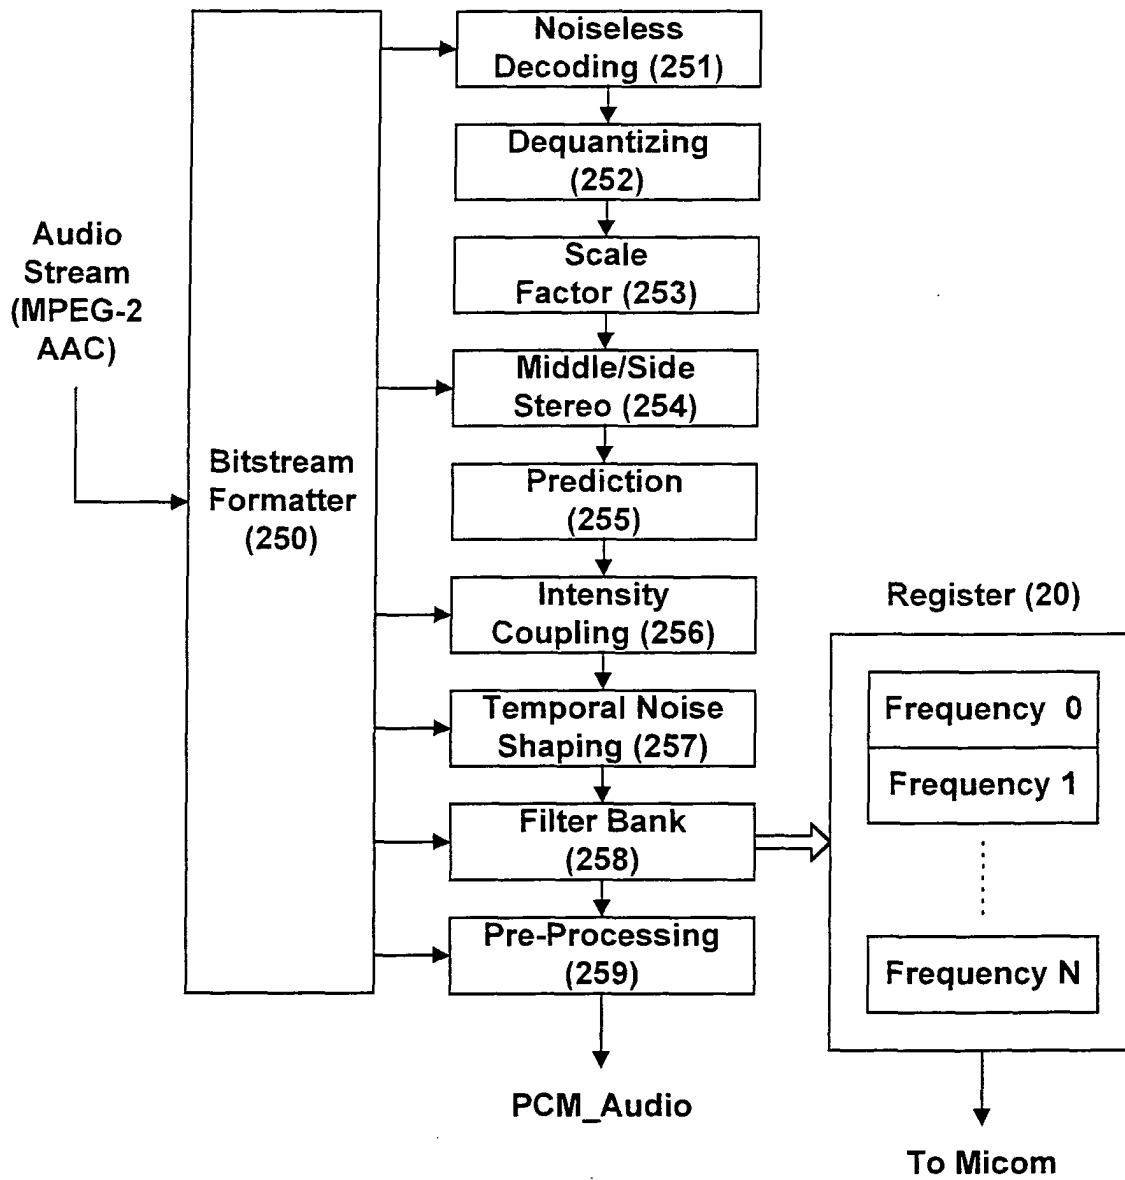 Audio
Stream
(MPEG-2
AAC)
Bitstream
Formatter
(250)
Noiseless
Decoding (251)
Dequantizing
(252)
Scale
Factor (253)
Middle/Side
Stereo (254)
Prediction
(255)
Intensity
Coupling (256)
Temporal Noise
Shaping (257)
Filter Bank
(258)
Pre-Processing
(259)
PCM_Audio
Register (20)
Frequency 0
Frequency 1
Frequency N
To Micom